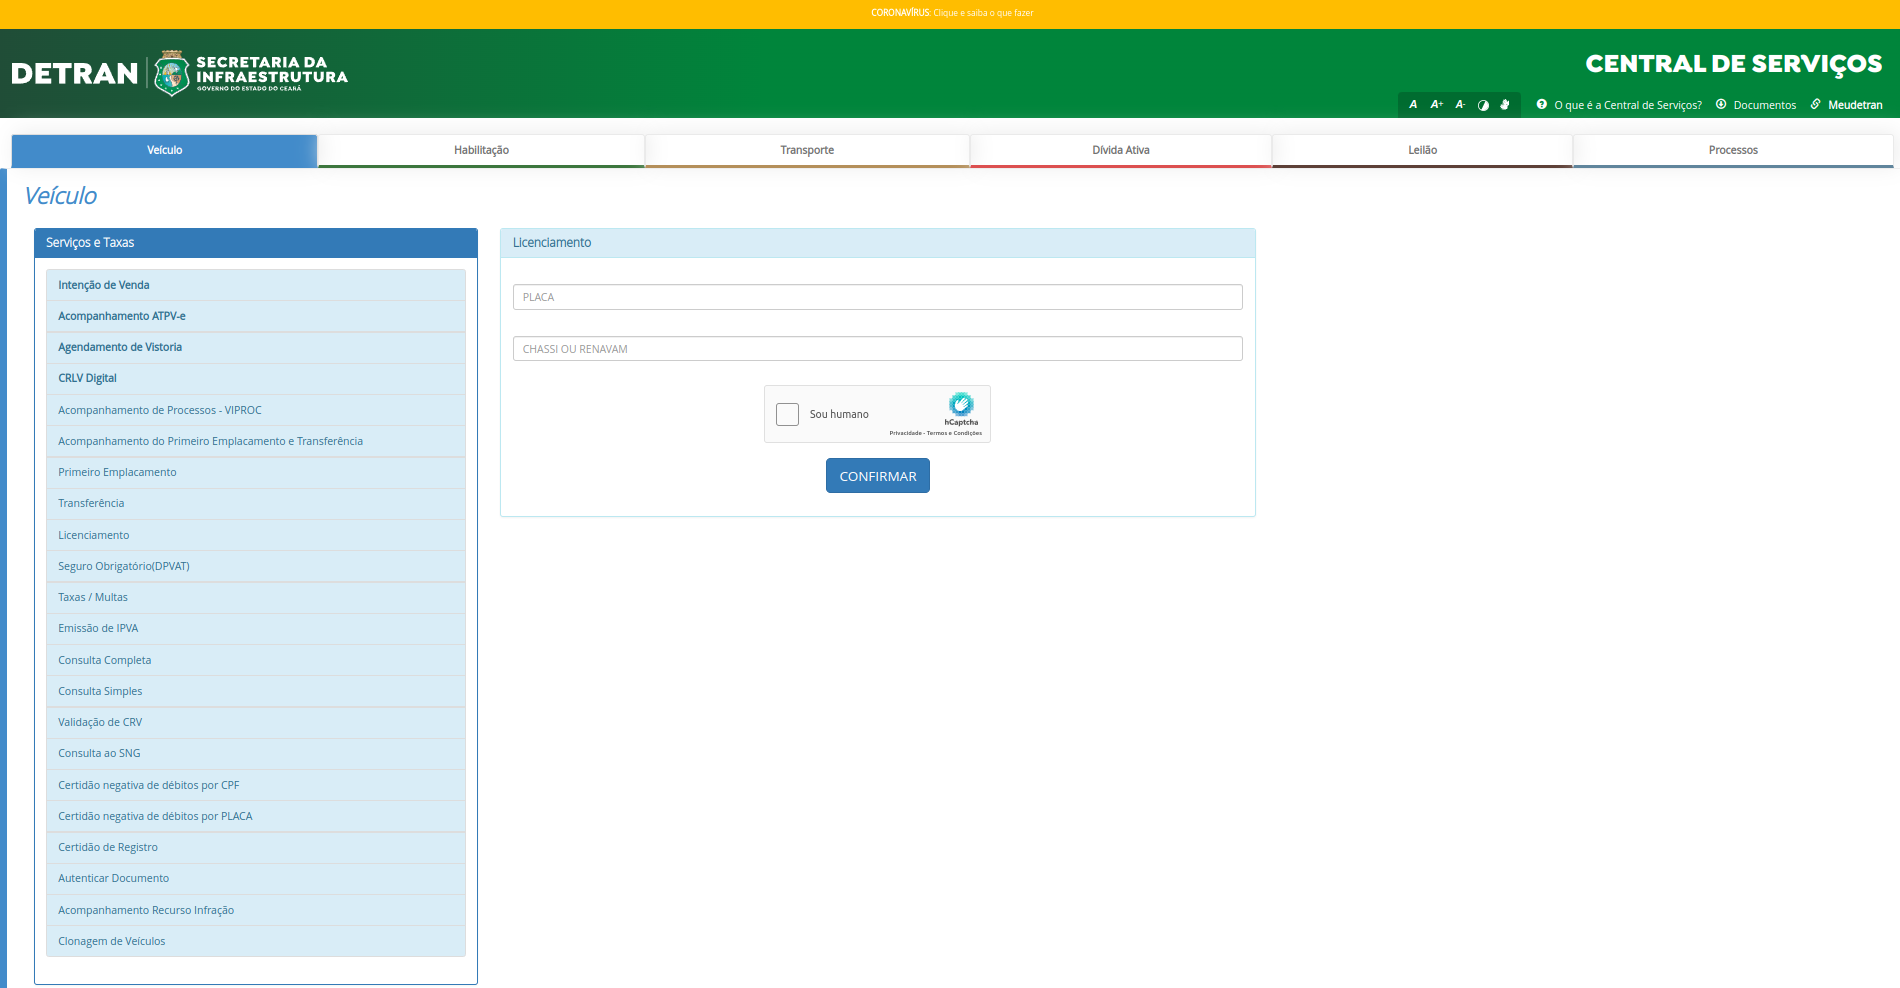 CORONAVÍRUS: Clique e saiba o que fazer
DETRAN
SECRETARIA DA
INFRAESTRUTURA
GOVERNO DO ESTADO DO CEARÁ
CENTRAL DE SERVIÇOS
A A+ A- O que é a Central de Serviços? Documentos Meudetran
Veículo Habilitação Transporte Dívida Ativa Leilão Processos
Veículo
Serviços e Taxas
Intenção de Venda
Acompanhamento ATPV-e
Agendamento de Vistoria
CRLV Digital
Acompanhamento de Processos - VIPROC
Acompanhamento do Primeiro Emplacamento e Transferência
Primeiro Emplacamento
Transferência
Licenciamento
Seguro Obrigatório(DPVAT)
Taxas / Multas
Emissão de IPVA
Consulta Completa
Consulta Simples
Validação de CRV
Consulta ao SNG
Certidão negativa de débitos por CPF
Certidão negativa de débitos por PLACA
Certidão de Registro
Autenticar Documento
Acompanhamento Recurso Infração
Clonagem de Veículos
Licenciamento
PLACA
CHASSI OU RENAVAM
Sou humano
hCaptcha
Privacidade - Termos e Condições
CONFIRMAR